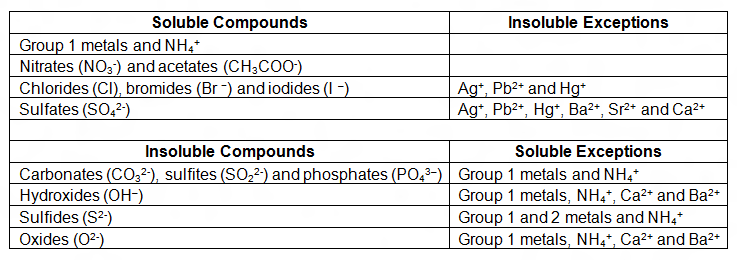 Soluble Compounds Insoluble Exceptions
Group 1 metals and NH₄⁺
Nitrates (NO₃⁻) and acetates (CH₃COO⁻)
Chlorides (Cl), bromides (Br ⁻) and iodides (I ⁻) Ag⁺, Pb²⁺ and Hg⁺
Sulfates (SO₄²⁻) Ag⁺, Pb²⁺, Hg⁺, Ba²⁺, Sr²⁺ and Ca²⁺
Insoluble Compounds Soluble Exceptions
Carbonates (CO₃²⁻), sulfites (SO₂²⁻) and phosphates (PO₄³⁻) Group 1 metals and NH₄⁺
Hydroxides (OH⁻) Group 1 metals, NH₄⁺, Ca²⁺ and Ba²⁺
Sulfides (S²⁻) Group 1 and 2 metals and NH₄⁺
Oxides (O²⁻) Group 1 metals, NH₄⁺, Ca²⁺ and Ba²⁺